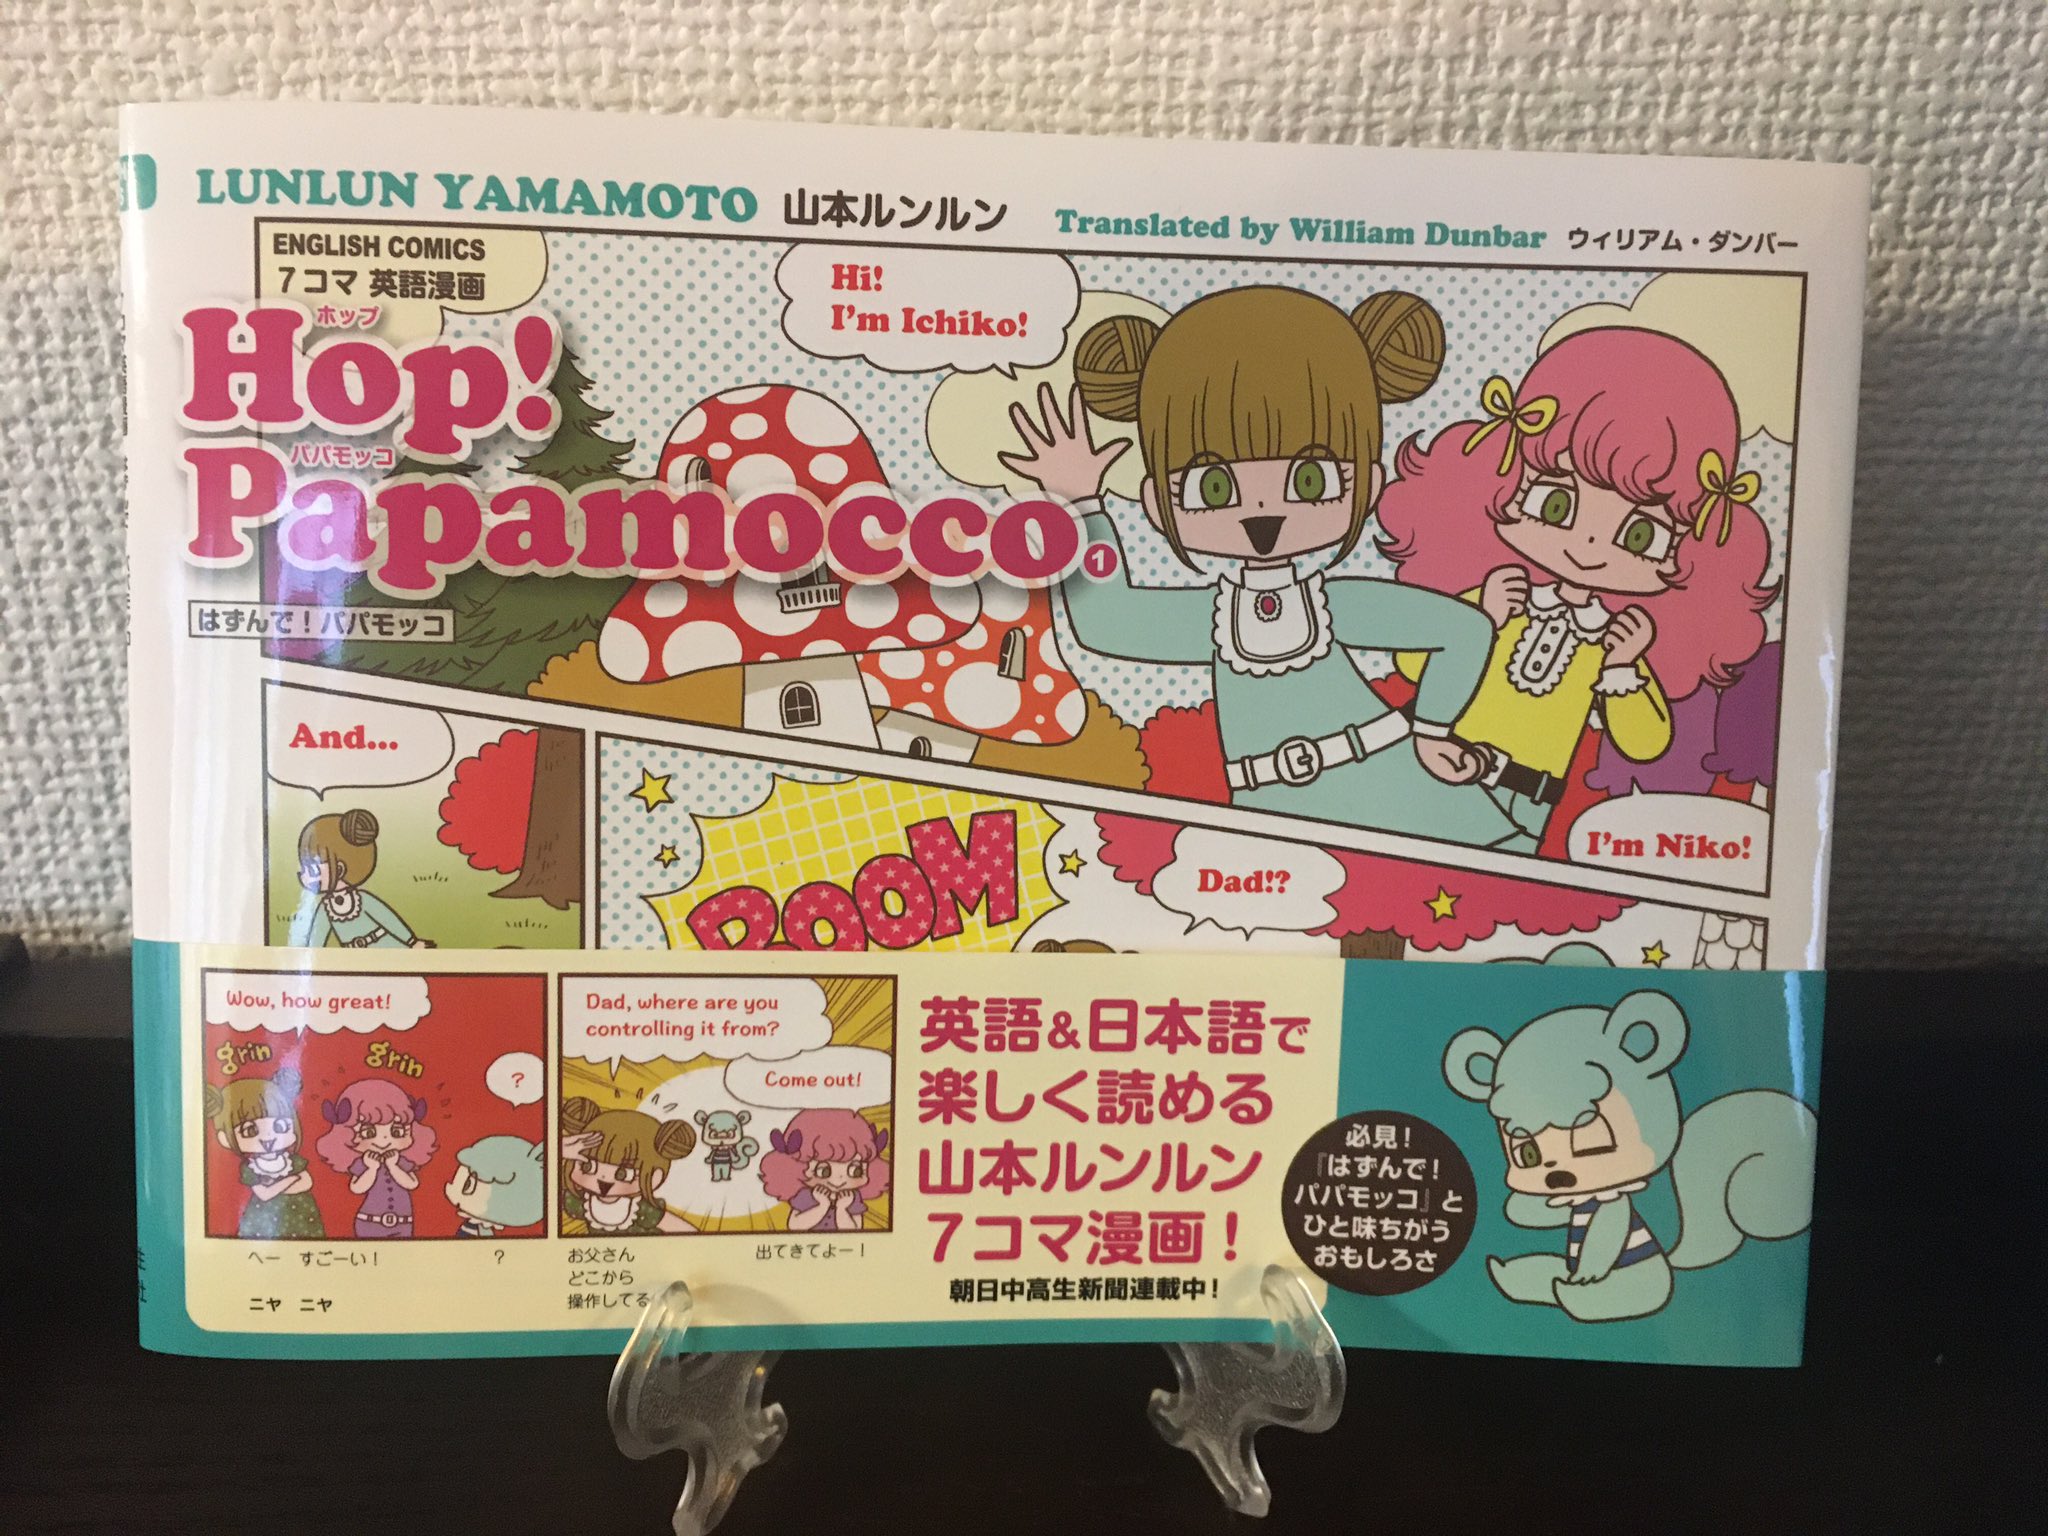 LUNLUN YAMAMOTO 山本ルンルン
Translated by William Dunbar ウィリアム・ダンバー
ENGLISH COMICS
7コマ 英語漫画
ホップ
Hop!
パパモッコ
Papamocco 1
はずんで！パパモッコ
Hi!
I'm Ichiko!
I'm Niko!
And...
BOOM
Dad!?
Wow, how great!
grin
grin
?
へー すごーい！
?
ニヤ ニヤ
Dad, where are you
controlling it from?
Come out!
お父さん
どこから
操作してる
出てきてよー！
英語&日本語で
楽しく読める
山本ルンルン
7コマ漫画！
朝日中高生新聞連載中！
必見！
『はずんで！
パパモッコ』と
ひと味ちがう
おもしろさ